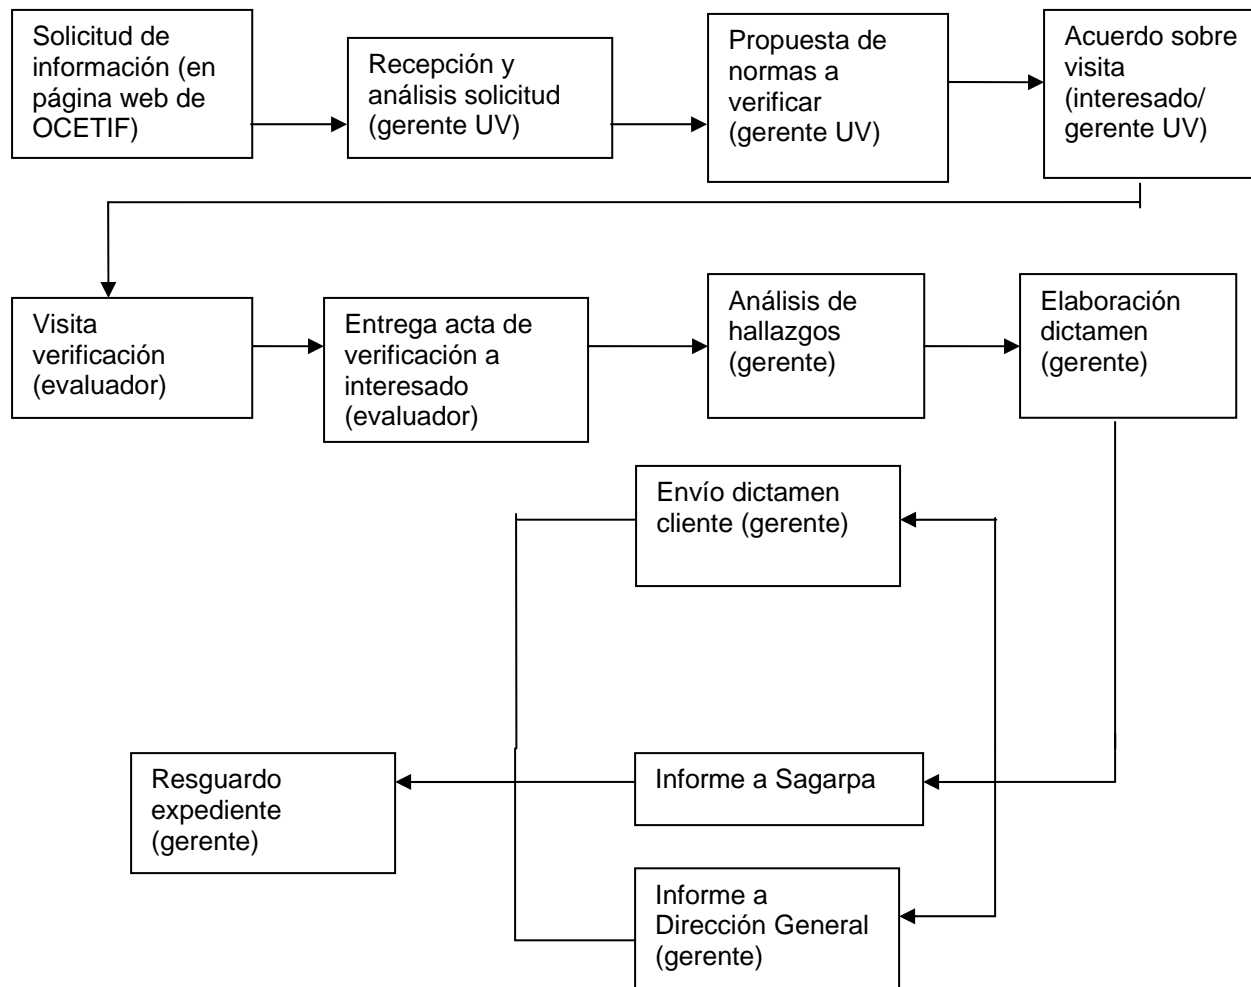 Solicitud de
información (en
página web de
OCETIF)
Recepción y
análisis solicitud
(gerente UV)
Propuesta de
normas a
verificar
(gerente UV)
Acuerdo sobre
visita
(interesado/
gerente UV)
Visita
verificación
(evaluador)
Entrega acta de
verificación a
interesado
(evaluador)
Análisis de
hallazgos
(gerente)
Elaboración
dictamen
(gerente)
Envío dictamen
cliente (gerente)
Resguardo
expediente
(gerente)
Informe a Sagarpa
Informe a
Dirección General
(gerente)